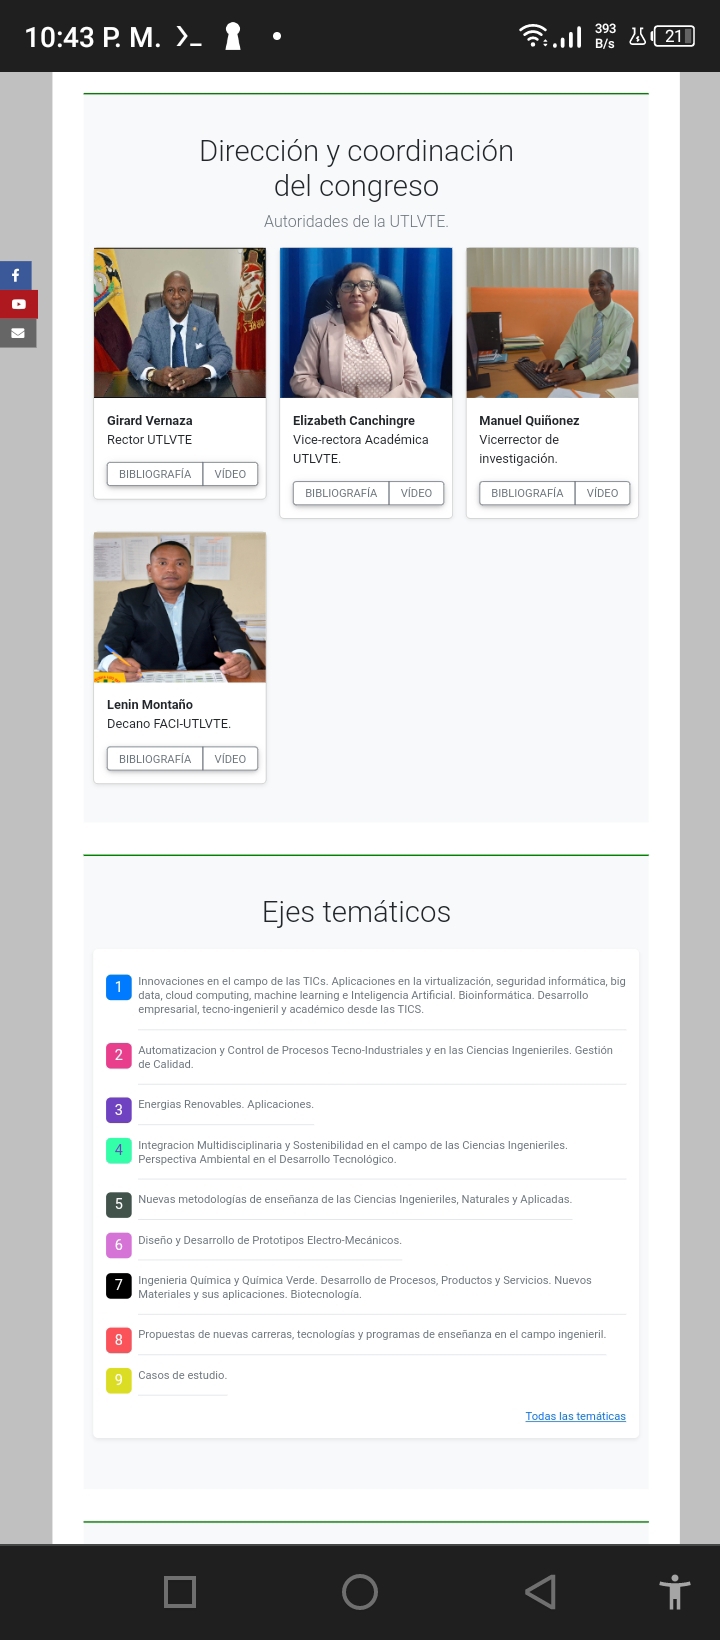 10:43 P. M.
393
B/s
21
Dirección y coordinación
del congreso
Autoridades de la UTLVTE.
Girard Vernaza
Rector UTLVTE
BIBLIOGRAFÍA VÍDEO
Elizabeth Canchingre
Vice-rectora Académica
UTLVTE.
BIBLIOGRAFÍA VÍDEO
Manuel Quiñonez
Vicerrector de
investigación.
BIBLIOGRAFÍA VÍDEO
Lenin Montaño
Decano FACI-UTLVTE.
BIBLIOGRAFÍA VÍDEO
Ejes temáticos
1 Innovaciones en el campo de las TICs. Aplicaciones en la virtualización, seguridad informática, big
data, cloud computing, machine learning e Inteligencia Artificial. Bioinformática. Desarrollo
empresarial, tecno-ingenieril y académico desde las TICS.
2 Automatizacion y Control de Procesos Tecno-Industriales y en las Ciencias Ingenieriles. Gestión
de Calidad.
3 Energias Renovables. Aplicaciones.
4 Integracion Multidisciplinaria y Sostenibilidad en el campo de las Ciencias Ingenieriles.
Perspectiva Ambiental en el Desarrollo Tecnológico.
5 Nuevas metodologías de enseñanza de las Ciencias Ingenieriles, Naturales y Aplicadas.
6 Diseño y Desarrollo de Prototipos Electro-Mecánicos.
7 Ingenieria Química y Química Verde. Desarrollo de Procesos, Productos y Servicios. Nuevos
Materiales y sus aplicaciones. Biotecnología.
8 Propuestas de nuevas carreras, tecnologías y programas de enseñanza en el campo ingenieril.
9 Casos de estudio.
Todas las temáticas